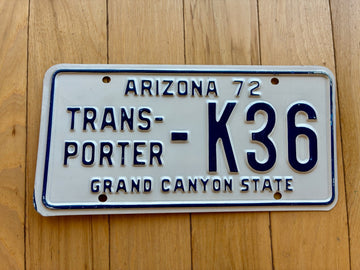 ARIZONA 72
TRANS-
PORTER -K36
GRAND CANYON STATE